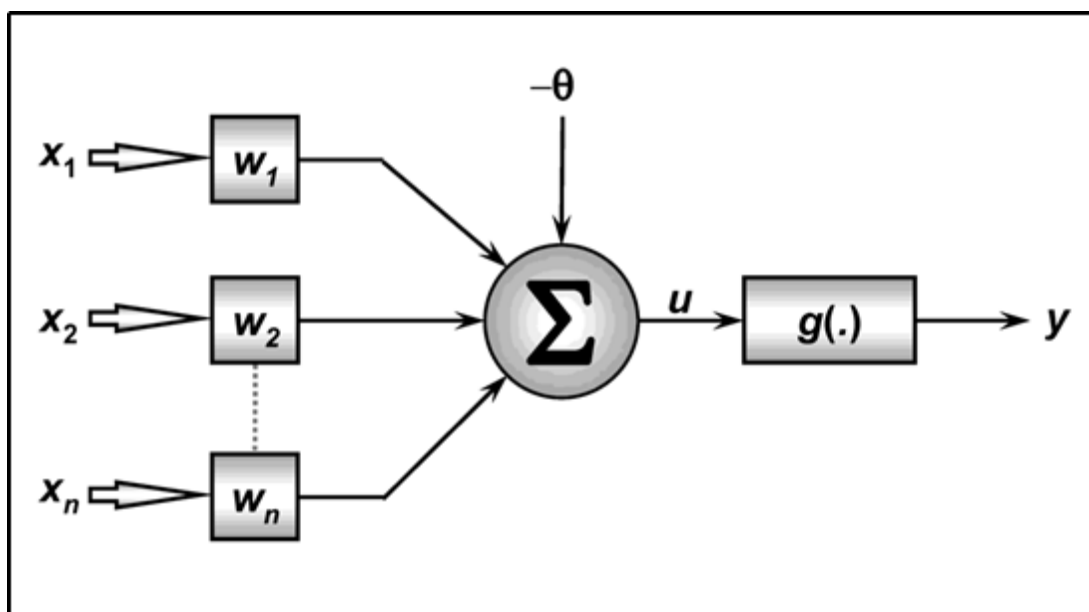 −θ
x₁
w₁
x₂
w₂
Σ
u
g(.)
y
xₙ
wₙ